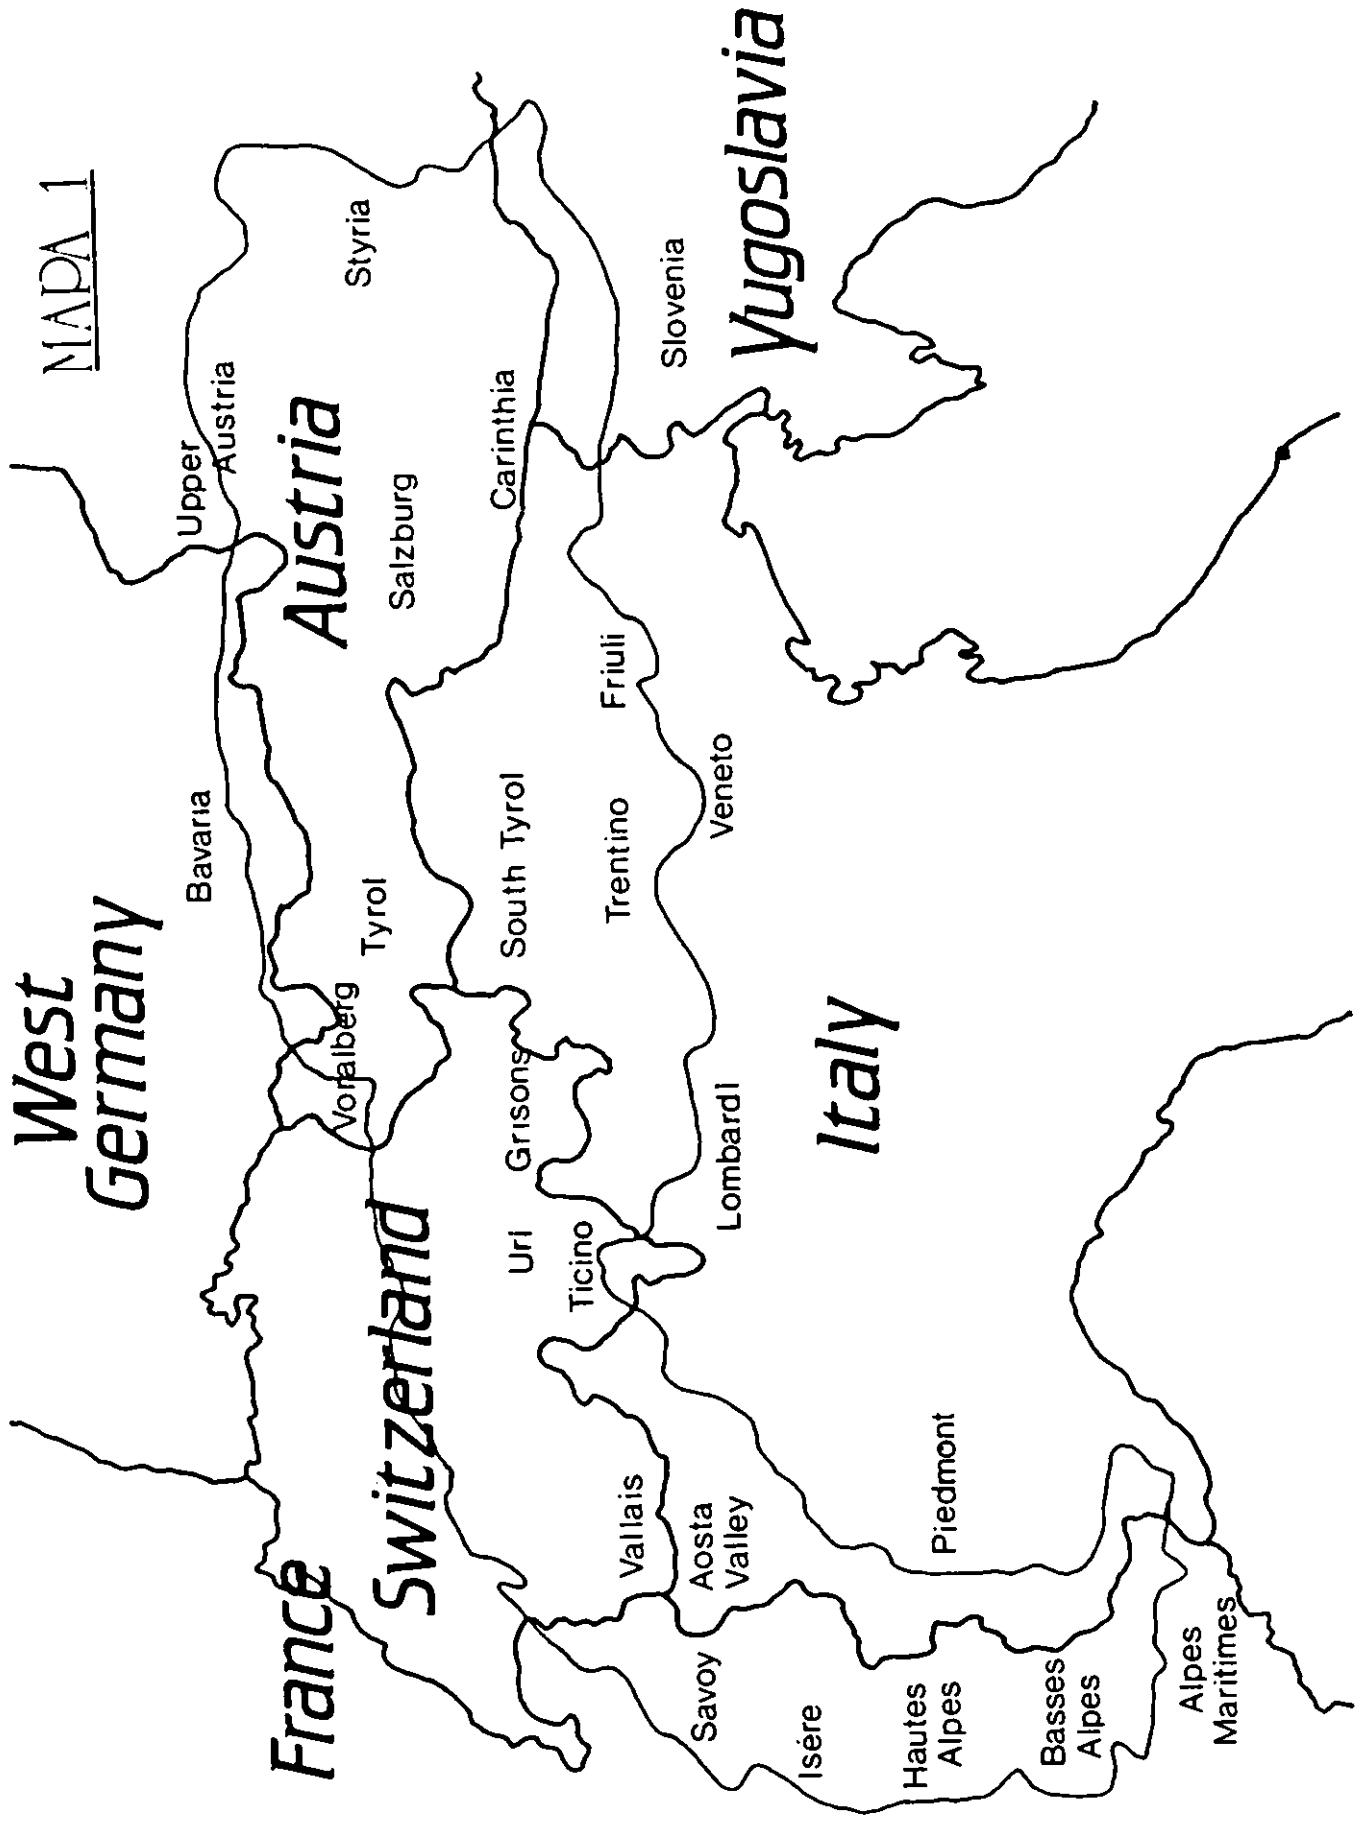 MAPA 1
West
Germany
France
Switzerland
Austria
Italy
Yugoslavia
Bavaria
Upper
Austria
Styria
Salzburg
Carinthia
Slovenia
Tyrol
Voralberg
South Tyrol
Trentino
Friuli
Veneto
Grisons
Uri
Ticino
Lombardi
Vallais
Aosta
Valley
Piedmont
Savoy
Isére
Hautes
Alpes
Basses
Alpes
Alpes
Maritimes